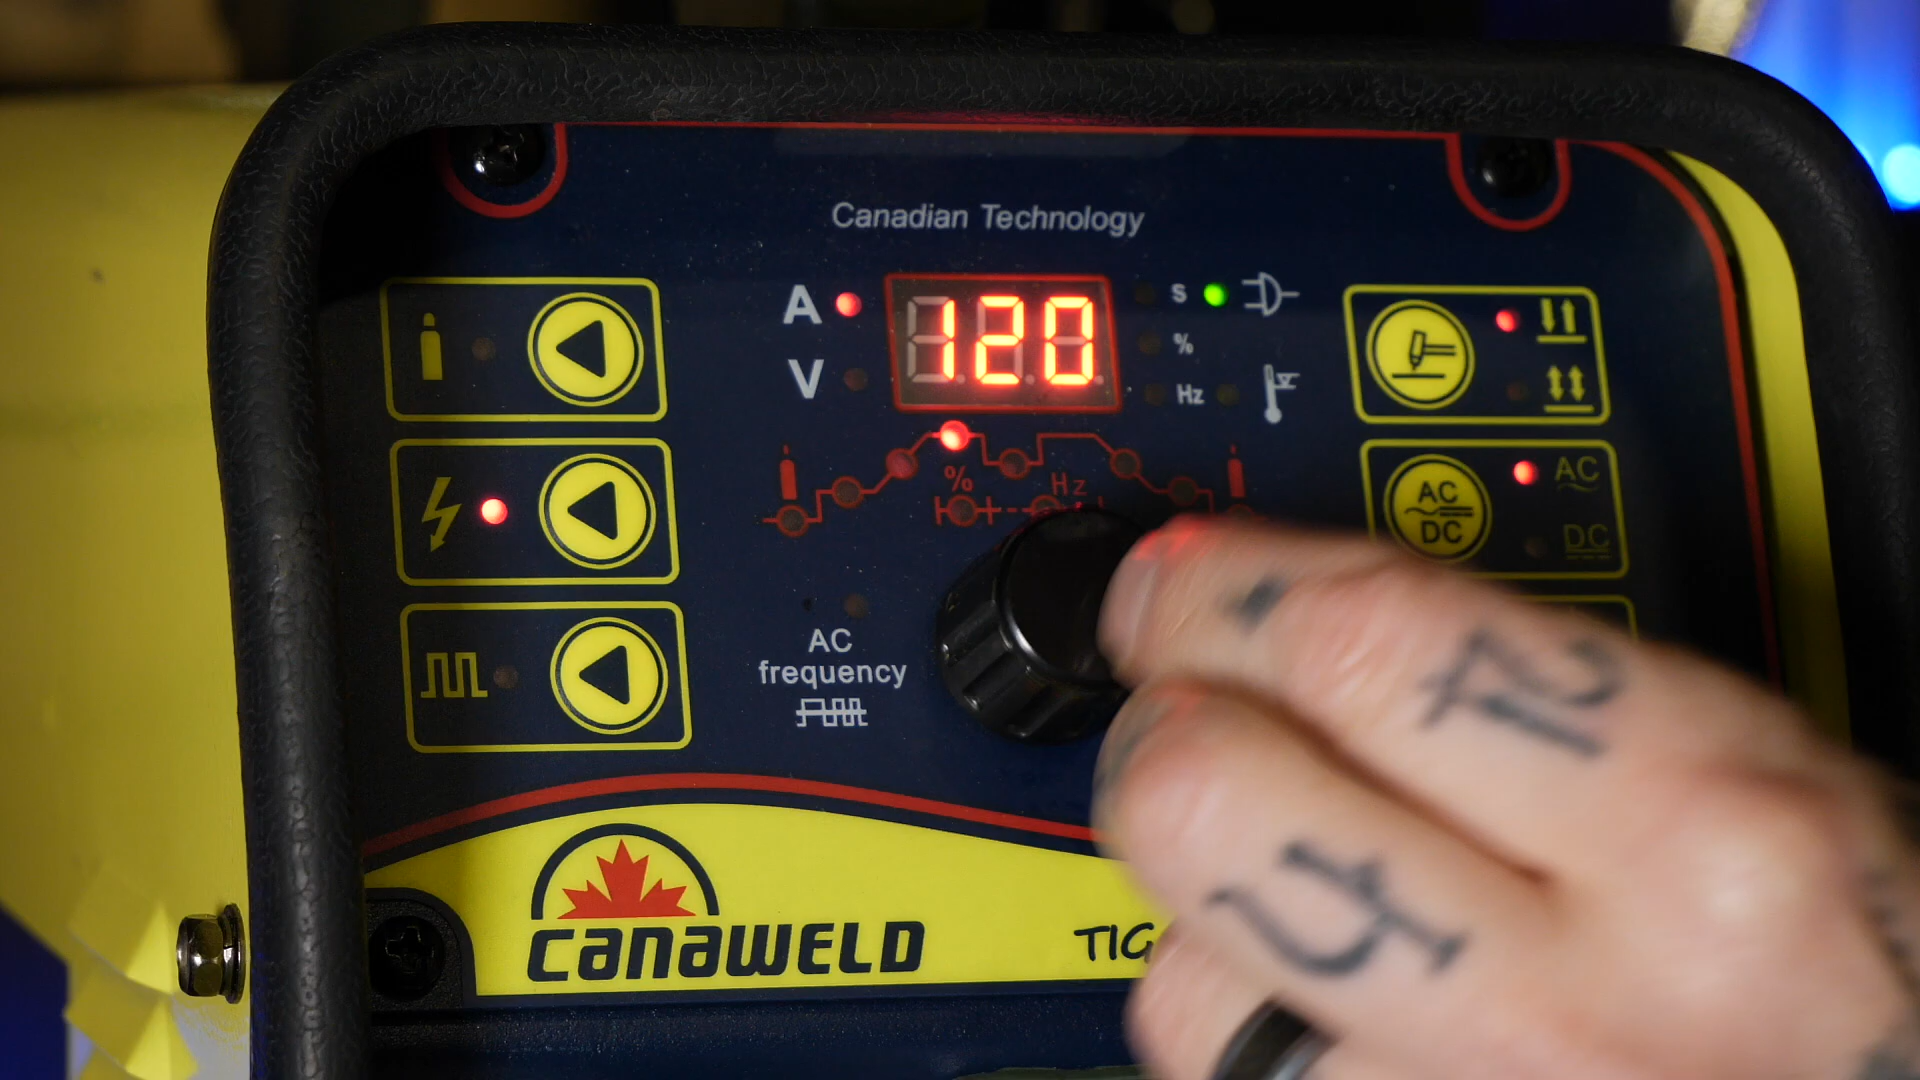 Canadian Technology
A
120
S
V
%
Hz
%
Hz
AC
DC
AC
DC
AC
frequency
CANAWELD
TIG